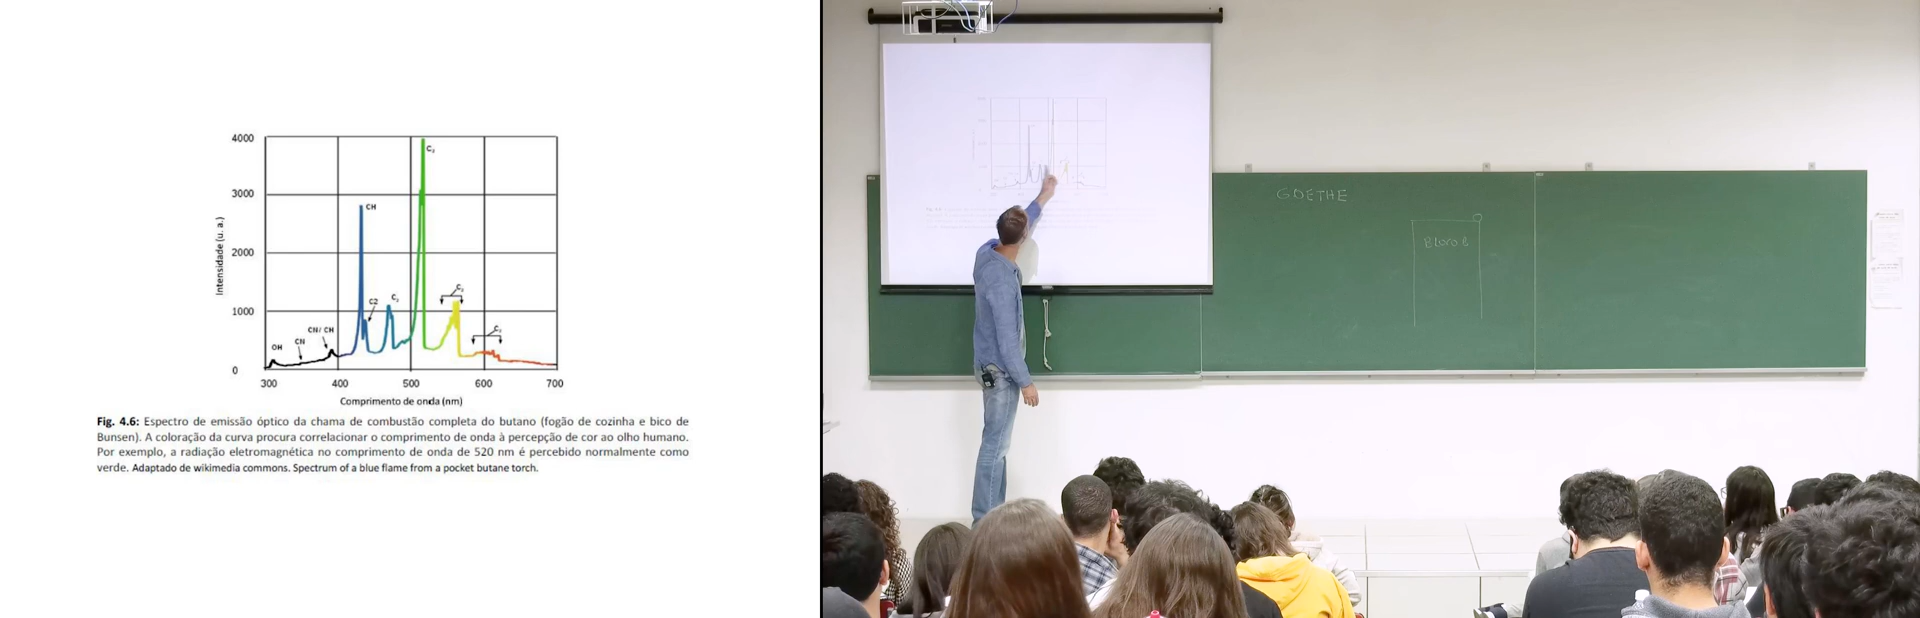 4000
3000
2000
1000
0
Intensidade (u. a.)
300 400 500 600 700
Comprimento de onda (nm)
OH
CN
CN/ CH
CH
C2
C₂
C₂
C₂
C₂
Fig. 4.6: Espectro de emissão óptico da chama de combustão completa do butano (fogão de cozinha e bico de
Bunsen). A coloração da curva procura correlacionar o comprimento de onda à percepção de cor ao olho humano.
Por exemplo, a radiação eletromagnética no comprimento de onda de 520 nm é percebido normalmente como
verde. Adaptado de wikimedia commons. Spectrum of a blue flame from a pocket butane torch.
GOETHE